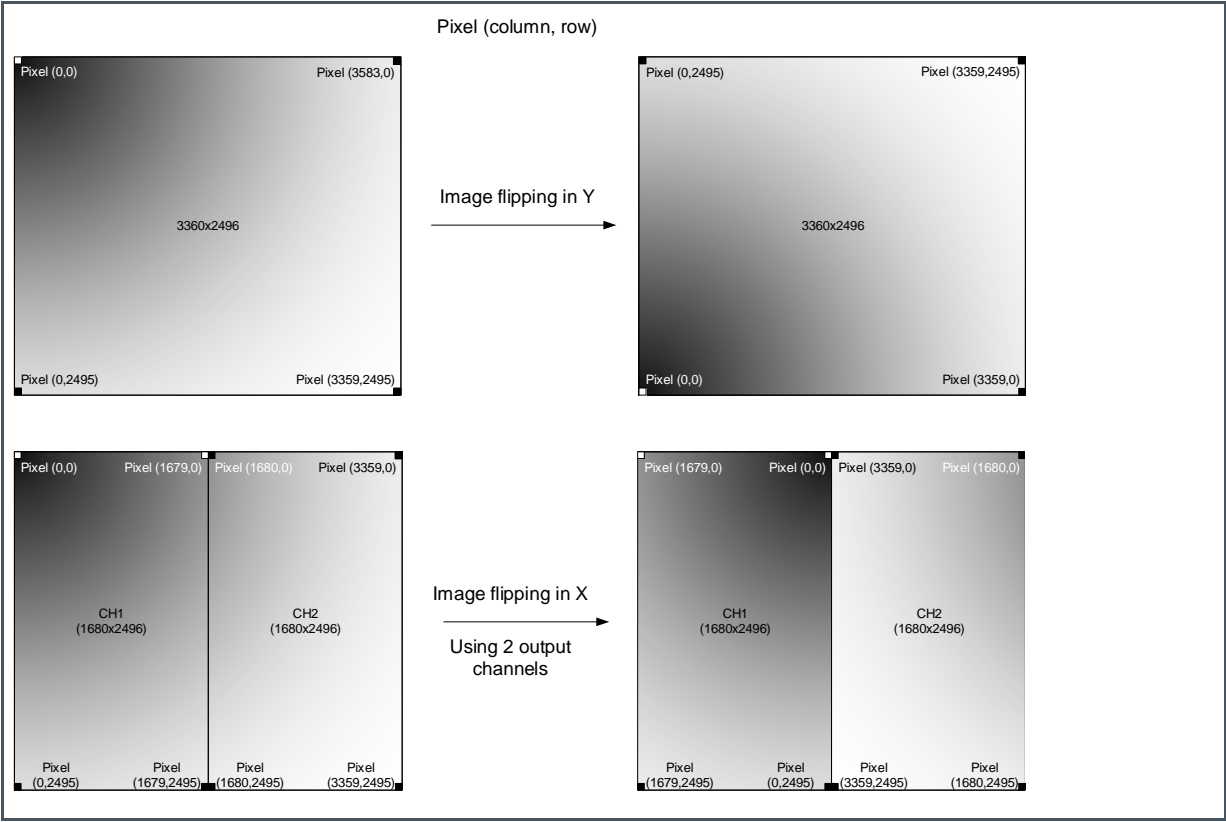 Pixel (column, row)
Pixel (0,0)
Pixel (3583,0)
3360x2496
Pixel (0,2495)
Pixel (3359,2495)
Image flipping in Y
Pixel (0,2495)
Pixel (3359,2495)
3360x2496
Pixel (0,0)
Pixel (3359,0)
Pixel (0,0)
Pixel (1679,0)
Pixel (1680,0)
Pixel (3359,0)
CH1
(1680x2496)
CH2
(1680x2496)
Pixel
(0,2495)
Pixel
(1679,2495)
Pixel
(1680,2495)
Pixel
(3359,2495)
Image flipping in X
Using 2 output
channels
Pixel (1679,0)
Pixel (0,0)
Pixel (3359,0)
Pixel (1680,0)
CH1
(1680x2496)
CH2
(1680x2496)
Pixel
(1679,2495)
Pixel
(0,2495)
Pixel
(3359,2495)
Pixel
(1680,2495)